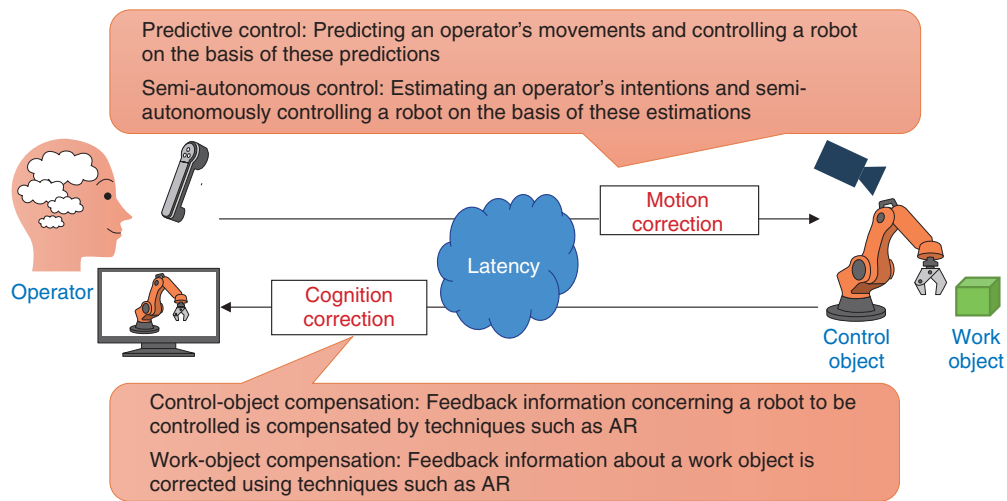 Predictive control: Predicting an operator's movements and controlling a robot
on the basis of these predictions
Semi-autonomous control: Estimating an operator's intentions and semi-
autonomously controlling a robot on the basis of these estimations
Motion
correction
Latency
Operator
Cognition
correction
Control
object
Work
object
Control-object compensation: Feedback information concerning a robot to be
controlled is compensated by techniques such as AR
Work-object compensation: Feedback information about a work object is
corrected using techniques such as AR